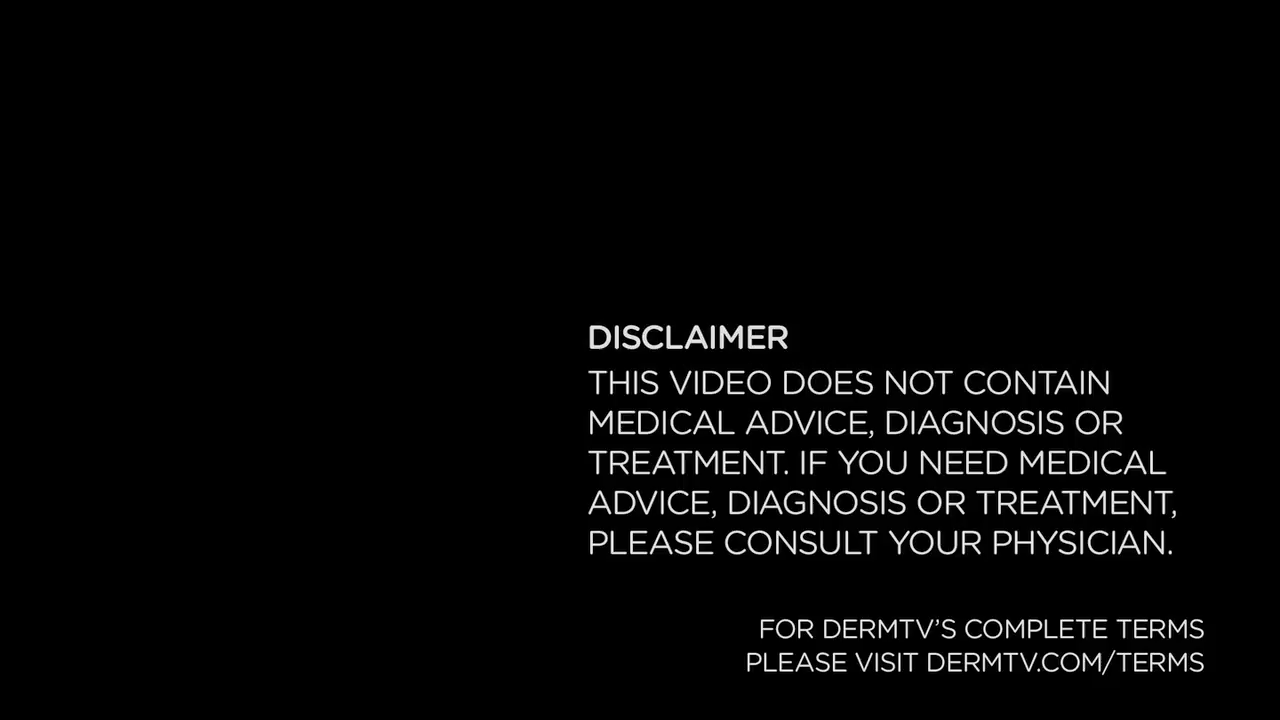 DISCLAIMER
THIS VIDEO DOES NOT CONTAIN
MEDICAL ADVICE, DIAGNOSIS OR
TREATMENT. IF YOU NEED MEDICAL
ADVICE, DIAGNOSIS OR TREATMENT,
PLEASE CONSULT YOUR PHYSICIAN.
FOR DERMTV’S COMPLETE TERMS
PLEASE VISIT DERMTV.COM/TERMS